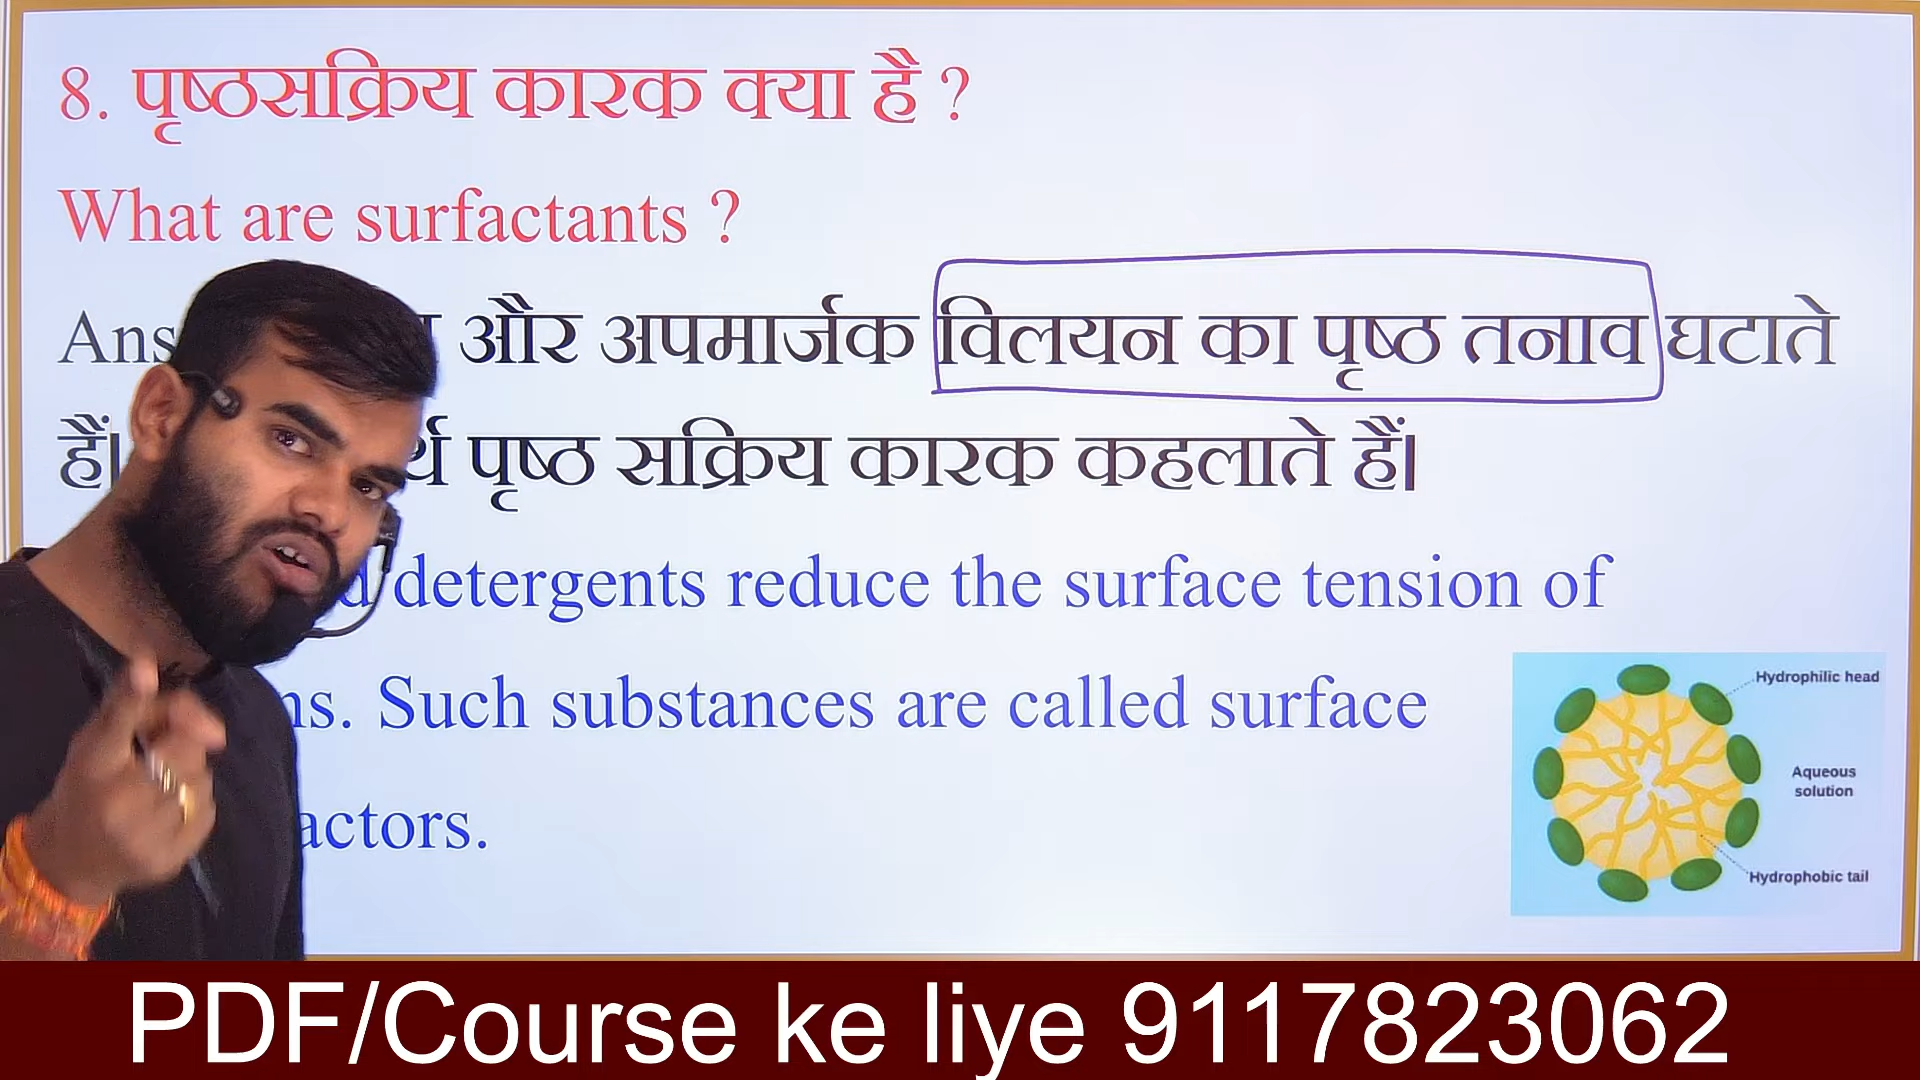 8. पृष्ठसक्रिय कारक क्या है ?
What are surfactants ?
Ans और अपमार्जक विलयन का पृष्ठ तनाव घटाते
हैं। पृष्ठ सक्रिय कारक कहलाते हैं।
detergents reduce the surface tension of
Such substances are called surface
Hydrophilic head
Aqueous
solution
Hydrophobic tail
PDF/Course ke liye 9117823062